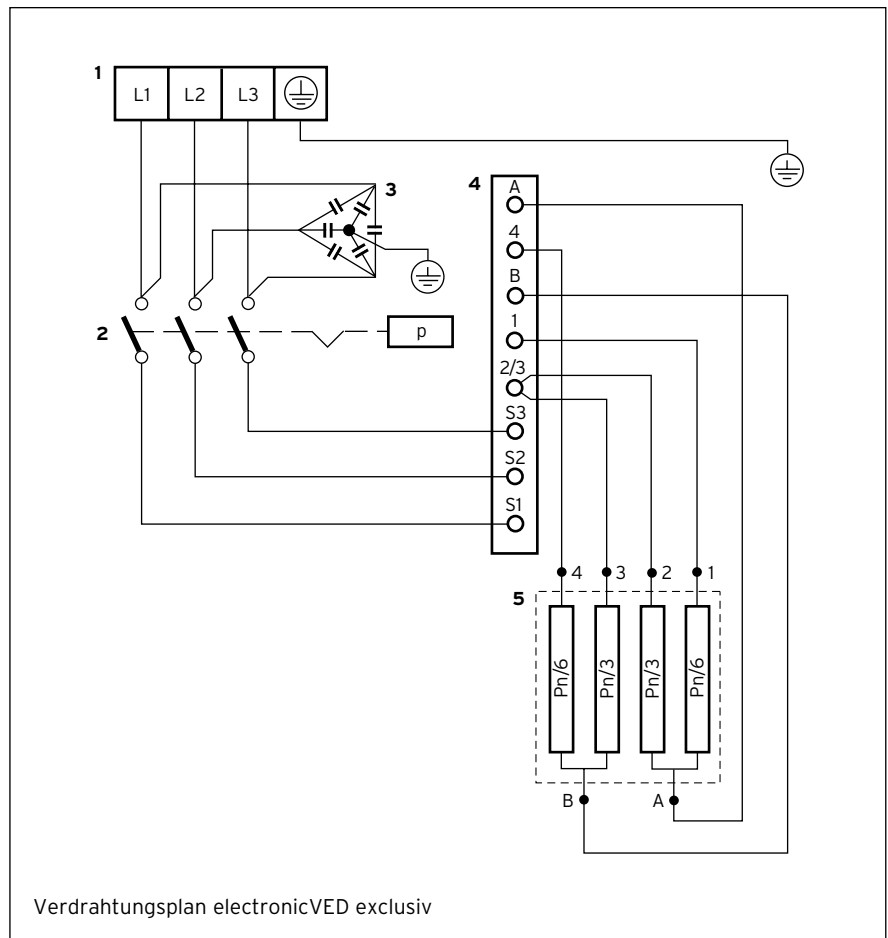 1
L1 L2 L3
3
4
A
4
B
1
2/3
S3
S2
S1
2
p
4 3 2 1
5
Pn/6 Pn/3 Pn/3 Pn/6
B A
Verdrahtungsplan electronicVED exclusiv